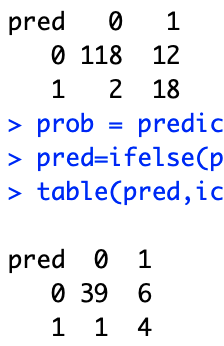 pred 0 1
0 118 12
1 2 18
> prob = predic
> pred=ifelse(p
> table(pred,ic
pred 0 1
0 39 6
1 1 4